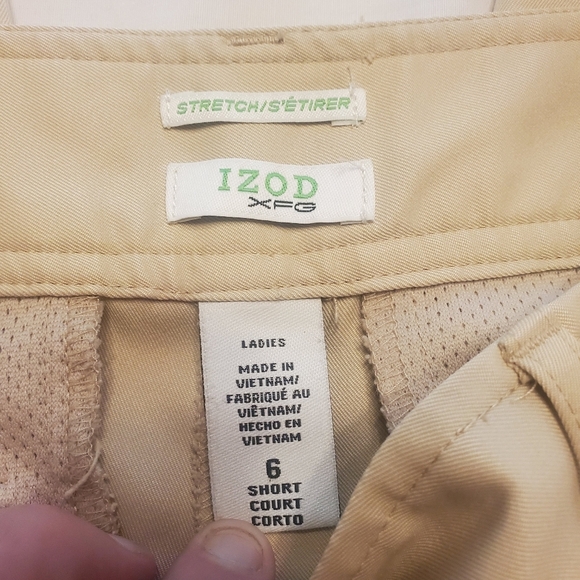 STRETCH/S'ÉTIRER
IZOD
XFG
LADIES
MADE IN
VIETNAM/
FABRIQUÉ AU
VIÊTNAM/
HECHO EN
VIETNAM
6
SHORT
COURT
CORTO